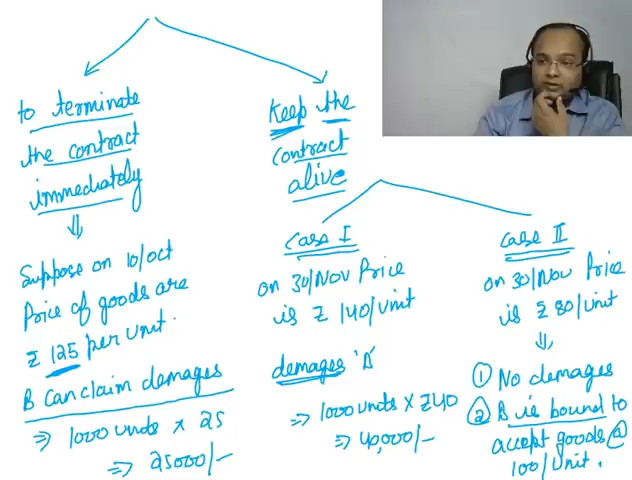 to terminate
the contract
immediately
⇓
Suppose on 10/oct
Price of goods are
₹ 125 per unit.
B Can claim demages
⇒ 1000 units x 25
⇒ 25000/-
Keep the
contract
alive
Case I
on 30/Nov Price
is ₹ 140/unit
demages 'B'
⇒ 1000 units x ₹40
⇒ 40,000/-
Case II
on 30/Nov Price
is ₹ 80/unit
⇓
① No demages
② B is bound to
accept goods @
100/unit.